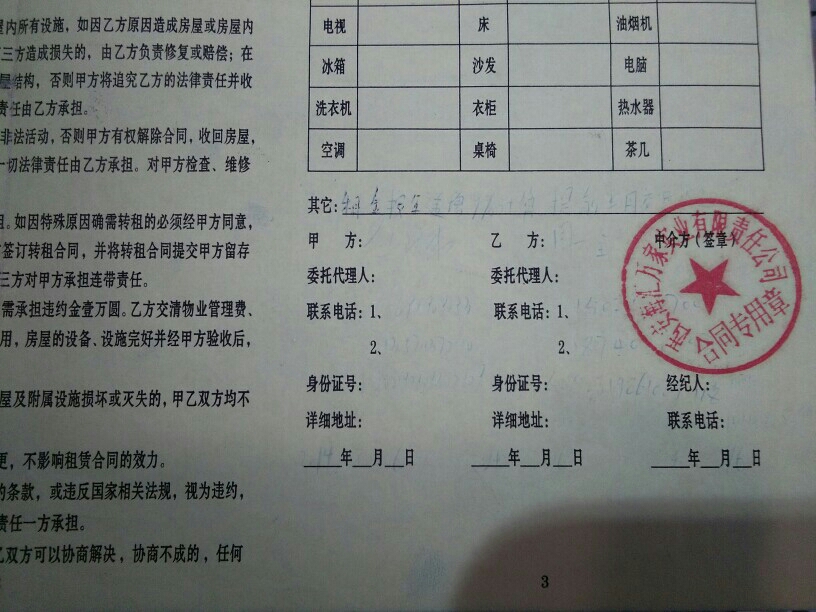 屋内所有设施，如因乙方原因造成房屋或房屋内
三方造成损失的，由乙方负责修复或赔偿；在
屋结构，否则甲方将追究乙方的法律责任并收
责任由乙方承担。
非法活动，否则甲方有权解除合同，收回房屋，
一切法律责任由乙方承担。对甲方检查、维修
如因特殊原因确需转租的必须经甲方同意，
签订转租合同，并将转租合同提交甲方留存
三方对甲方承担连带责任。
需承担违约金壹万圆。乙方交清物业管理费、
用，房屋的设备、设施完好并经甲方验收后，
屋及附属设施损坏或灭失的，甲乙双方均不
更，不影响租赁合同的效力。
的条款，或违反国家相关法规，视为违约，
责任一方承担。
乙双方可以协商解决，协商不成的，任何
电视 床 油烟机
冰箱 沙发 电脑
洗衣机 衣柜 热水器
空调 桌椅 茶几
其它：
甲 方： 乙 方： 中介方（签章）
委托代理人： 委托代理人：
联系电话：1、 联系电话：1、
2、 2、
身份证号： 身份证号： 经纪人：
详细地址： 详细地址： 联系电话：
年 月 日 年 月 日 年 月 日
汇万家实业有限责任公司
合同专用章
3